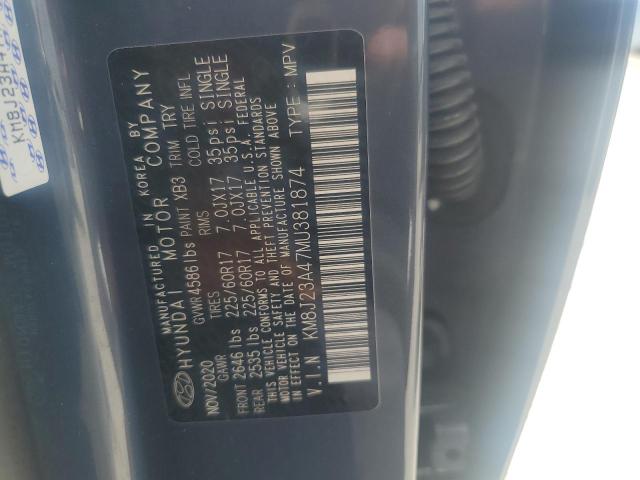 KM8J23H4
MANUFACTURED IN KOREA BY
HYUNDAI MOTOR COMPANY
GVWR 4586 lbs PAINT XB3 TRIM TRY
NOV/2020
GAWR TIRES RIMS COLD TIRE INFL
FRONT 2646 lbs 225/60R17 7.0JX17 35psi SINGLE
REAR 2535 lbs 225/60R17 7.0JX17 35psi SINGLE
THIS VEHICLE CONFORMS TO ALL APPLICABLE U.S.A. FEDERAL
MOTOR VEHICLE SAFETY & THEFT PREVENTION STANDARDS
IN EFFECT ON THE DATE OF MANUFACTURE SHOWN ABOVE
V.I.N KM8J23A47MU381874 TYPE: MPV